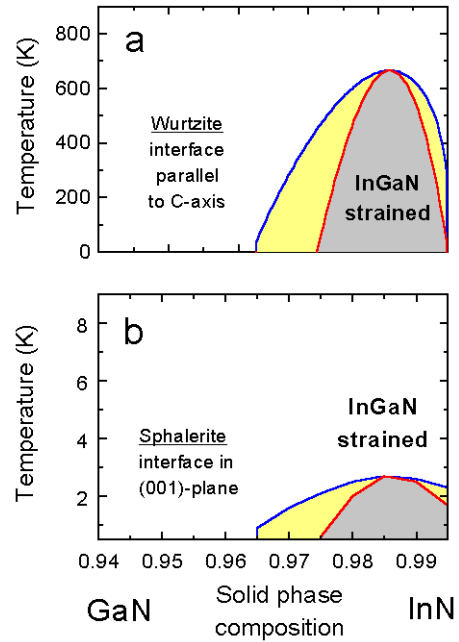 a
Temperature (K)
800
600
400
200
0
Wurtzite
interface
parallel
to C-axis
InGaN
strained
b
Temperature (K)
8
6
4
2
InGaN
strained
Sphalerite
interface in
(001)-plane
0.94 0.95 0.96 0.97 0.98 0.99
GaN
Solid phase
composition
InN